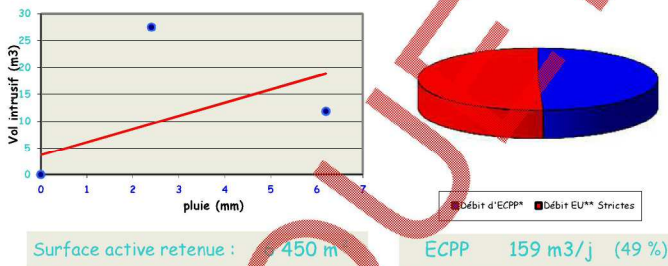 30
25
20
15
10
5
0
Vol intrusif (m3)
0 1 2 3 4 5 6 7
pluie (mm)
Débit d'ECPP* Débit EU** Strictes
Surface active retenue : 450 m
ECPP 159 m3/j (49 %)